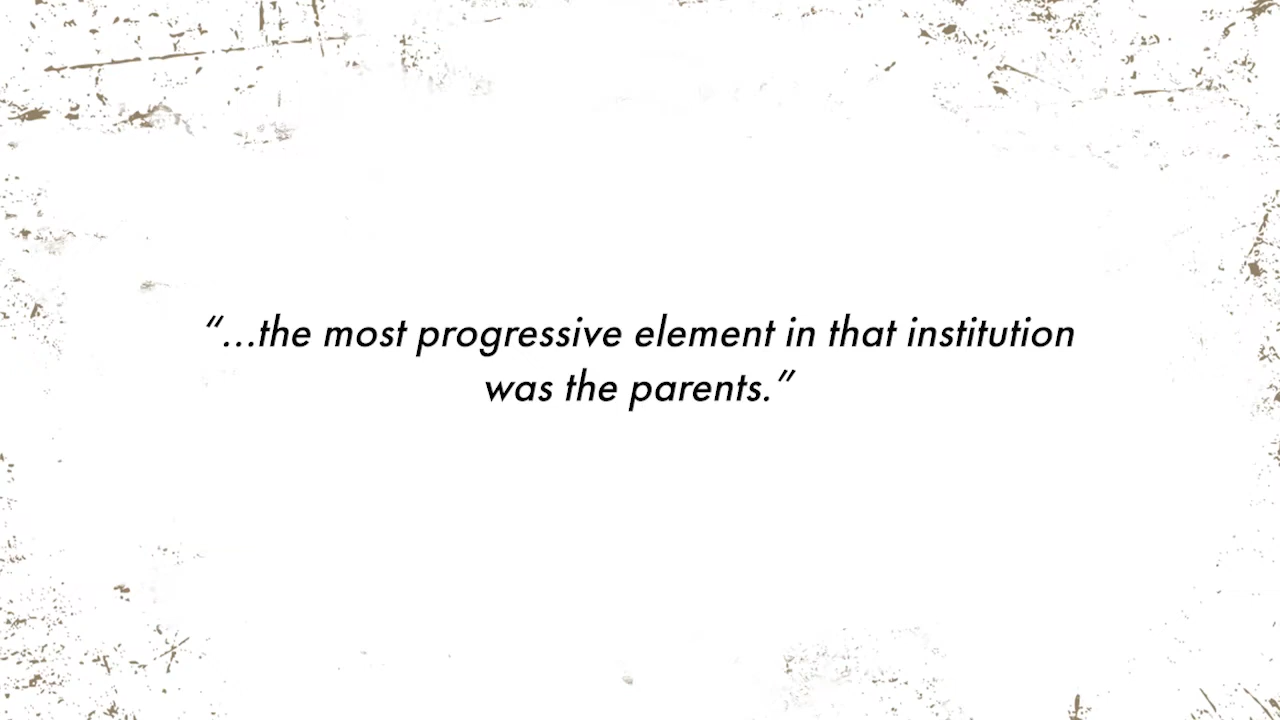 “...the most progressive element in that institution
was the parents.”